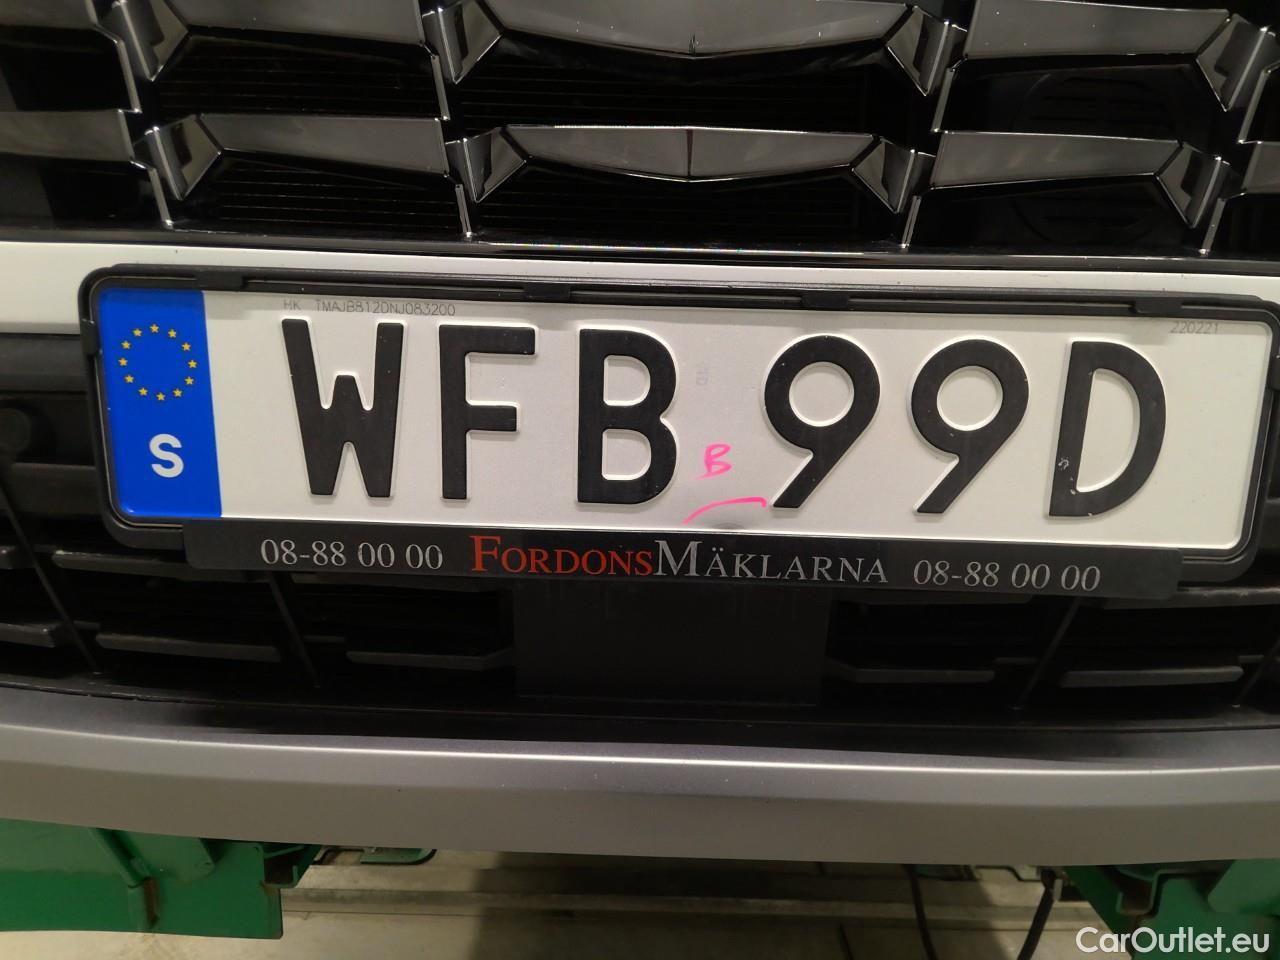 HK TMAJB812DNJ083200
220221
S
WFB 99D
B
08-88 00 00 FORDONSMÄKLARNA 08-88 00 00
CarOutlet.eu